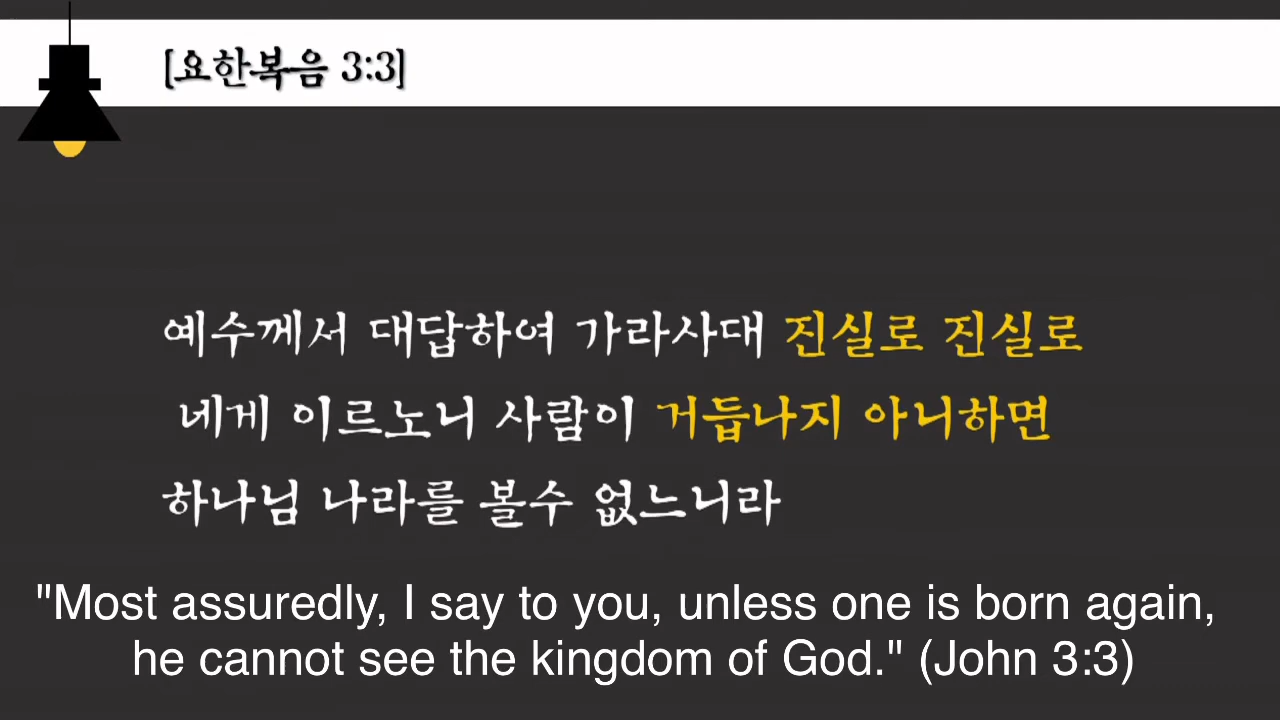 [요한복음 3:3]
예수께서 대답하여 가라사대 진실로 진실로
네게 이르노니 사람이 거듭나지 아니하면
하나님 나라를 볼수 없느니라
"Most assuredly, I say to you, unless one is born again,
he cannot see the kingdom of God." (John 3:3)